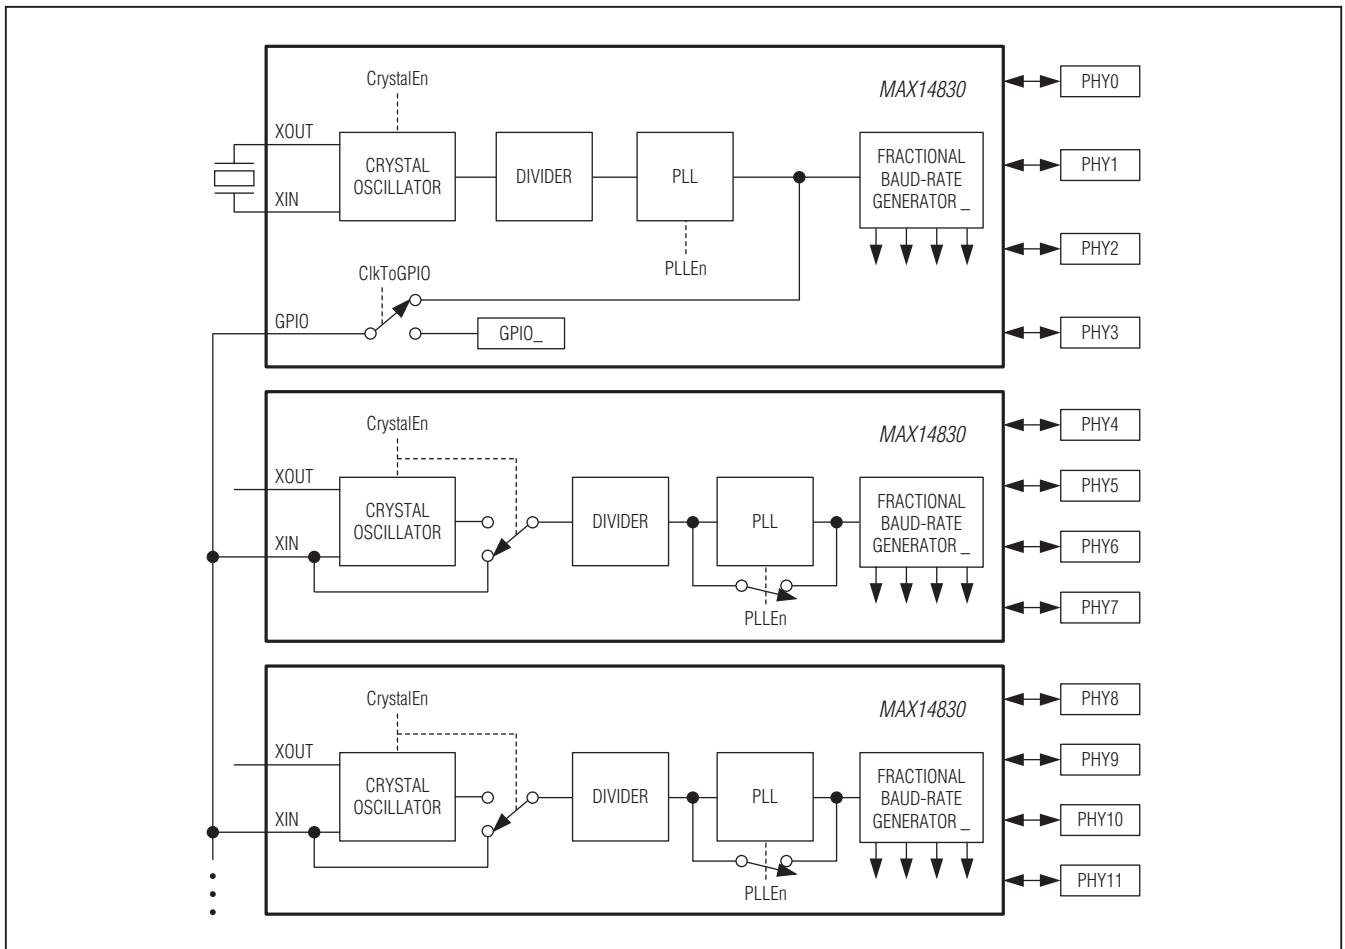 CrystalEn
MAX14830
PHY0
XOUT
CRYSTAL
OSCILLATOR
DIVIDER
PLL
FRACTIONAL
BAUD-RATE
GENERATOR _
PHY1
XIN
PHY2
ClkToGPIO
PLLEn
GPIO
GPIO_
PHY3
CrystalEn
MAX14830
PHY4
XOUT
CRYSTAL
OSCILLATOR
DIVIDER
PLL
FRACTIONAL
BAUD-RATE
GENERATOR _
PHY5
XIN
PHY6
PLLEn
PHY7
CrystalEn
MAX14830
PHY8
XOUT
CRYSTAL
OSCILLATOR
DIVIDER
PLL
FRACTIONAL
BAUD-RATE
GENERATOR _
PHY9
XIN
PHY10
PLLEn
PHY11